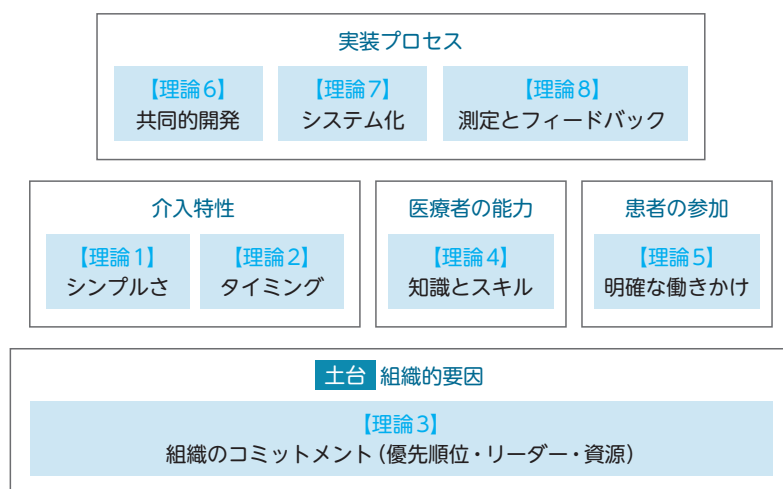 実装プロセス
【理論6】
共同的開発
【理論7】
システム化
【理論8】
測定とフィードバック
介入特性
【理論1】
シンプルさ
【理論2】
タイミング
医療者の能力
【理論4】
知識とスキル
患者の参加
【理論5】
明確な働きかけ
土台 組織的要因
【理論3】
組織のコミットメント（優先順位・リーダー・資源）